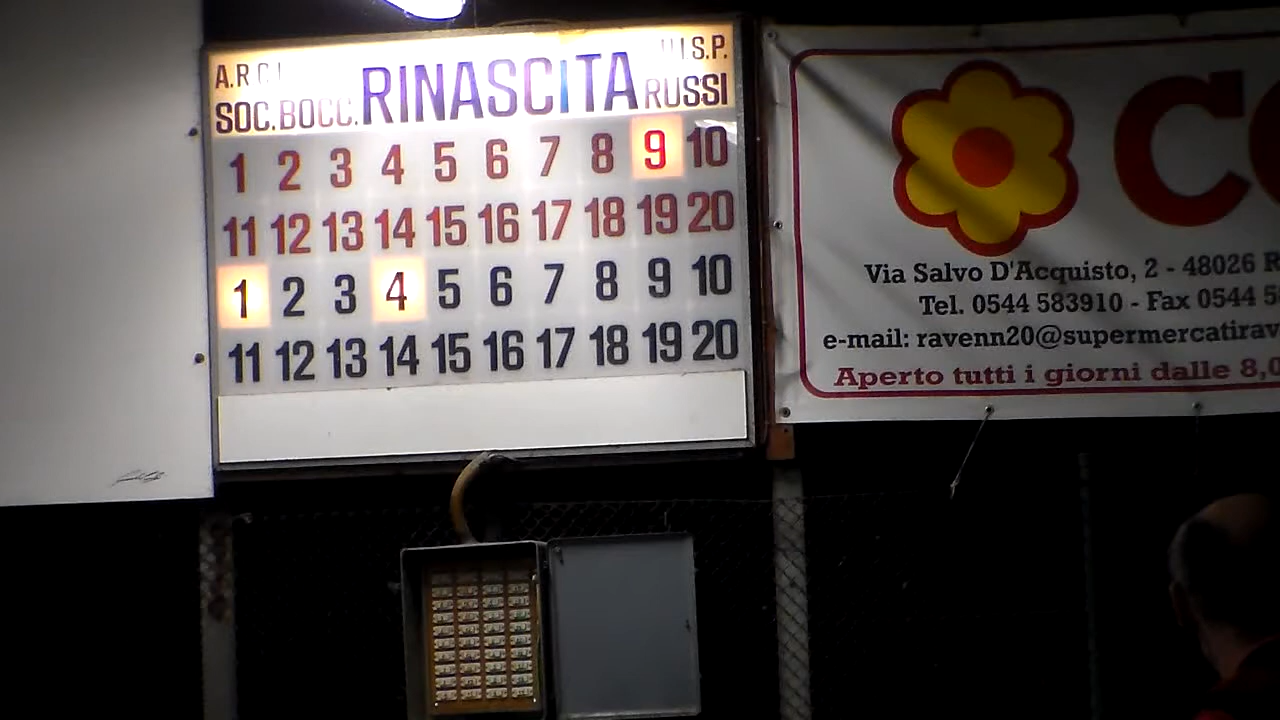 A.R.C.I. U.I.S.P.
SOC. BOCC. RINASCITA RUSSI
1 2 3 4 5 6 7 8 9 10
11 12 13 14 15 16 17 18 19 20
1 2 3 4 5 6 7 8 9 10
11 12 13 14 15 16 17 18 19 20
Via Salvo D'Acquisto, 2 - 48026
Tel. 0544 583910 - Fax 0544
e-mail: ravenn20@supermercatirav
Aperto tutti i giorni dalle 8,0